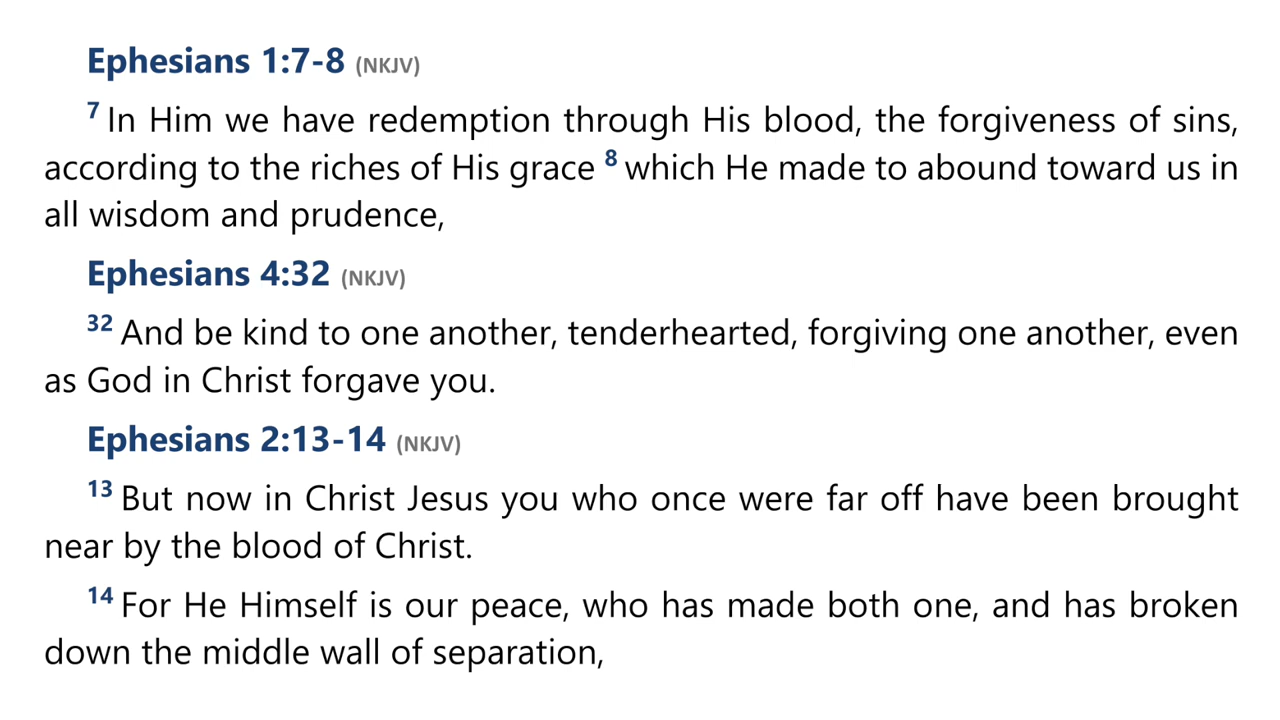 Ephesians 1:7-8 (NKJV)
7 In Him we have redemption through His blood, the forgiveness of sins,
according to the riches of His grace 8 which He made to abound toward us in
all wisdom and prudence,
Ephesians 4:32 (NKJV)
32 And be kind to one another, tenderhearted, forgiving one another, even
as God in Christ forgave you.
Ephesians 2:13-14 (NKJV)
13 But now in Christ Jesus you who once were far off have been brought
near by the blood of Christ.
14 For He Himself is our peace, who has made both one, and has broken
down the middle wall of separation,